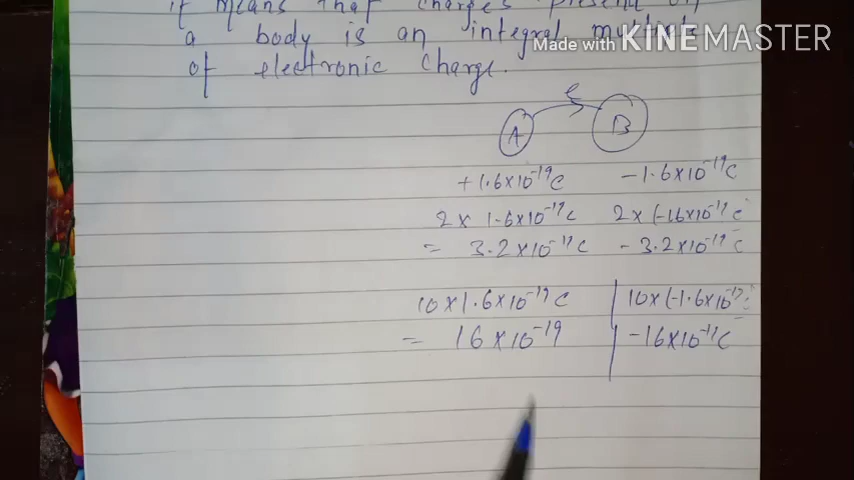 it means that charges present on
a body is an integral multiple
Made with KINEMASTER
of electronic charge.
e
A B
+1.6×10⁻¹⁹C -1.6×10⁻¹⁹C
2× 1.6×10⁻¹⁹C 2×(-1.6×10⁻¹⁹C
= 3.2×10⁻¹⁹C -3.2×10⁻¹⁹C
10×1.6×10⁻¹⁹C 10×(-1.6×10⁻¹⁹C
= 16×10⁻¹⁹ -16×10⁻¹⁹C